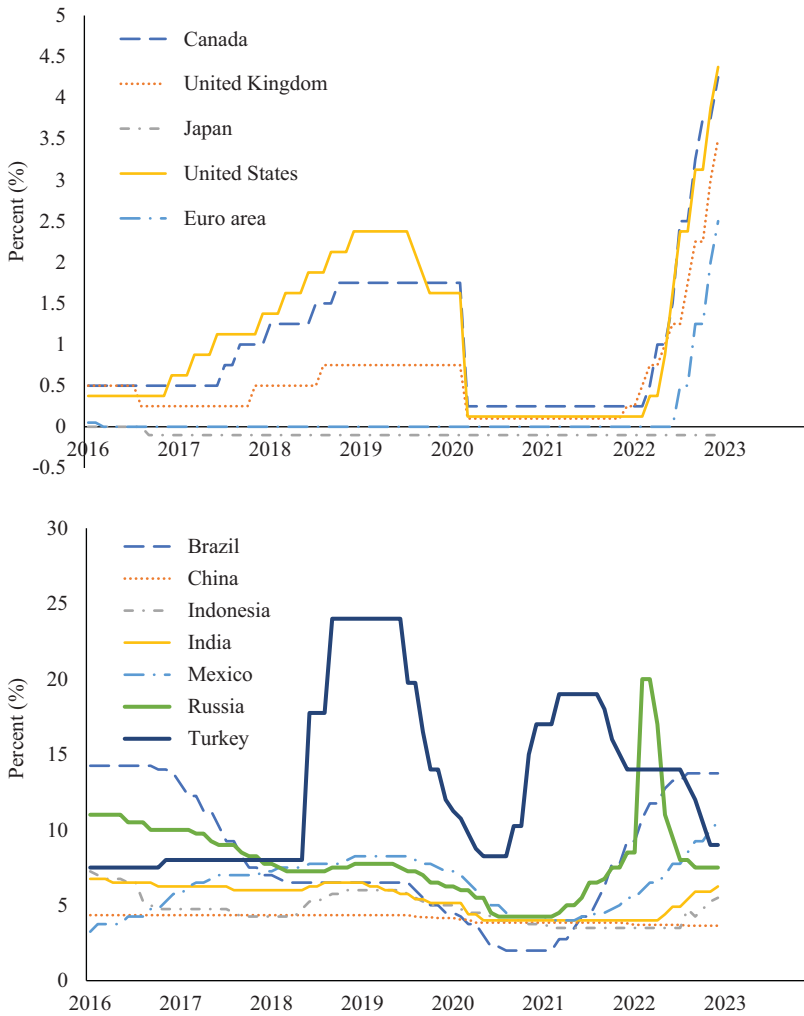 5
4.5
4
3.5
3
2.5
2
1.5
1
0.5
0
-0.5
Percent (%)
Canada
United Kingdom
Japan
United States
Euro area
2016 2017 2018 2019 2020 2021 2022 2023
30
25
20
15
10
5
0
Percent (%)
Brazil
China
Indonesia
India
Mexico
Russia
Turkey
2016 2017 2018 2019 2020 2021 2022 2023